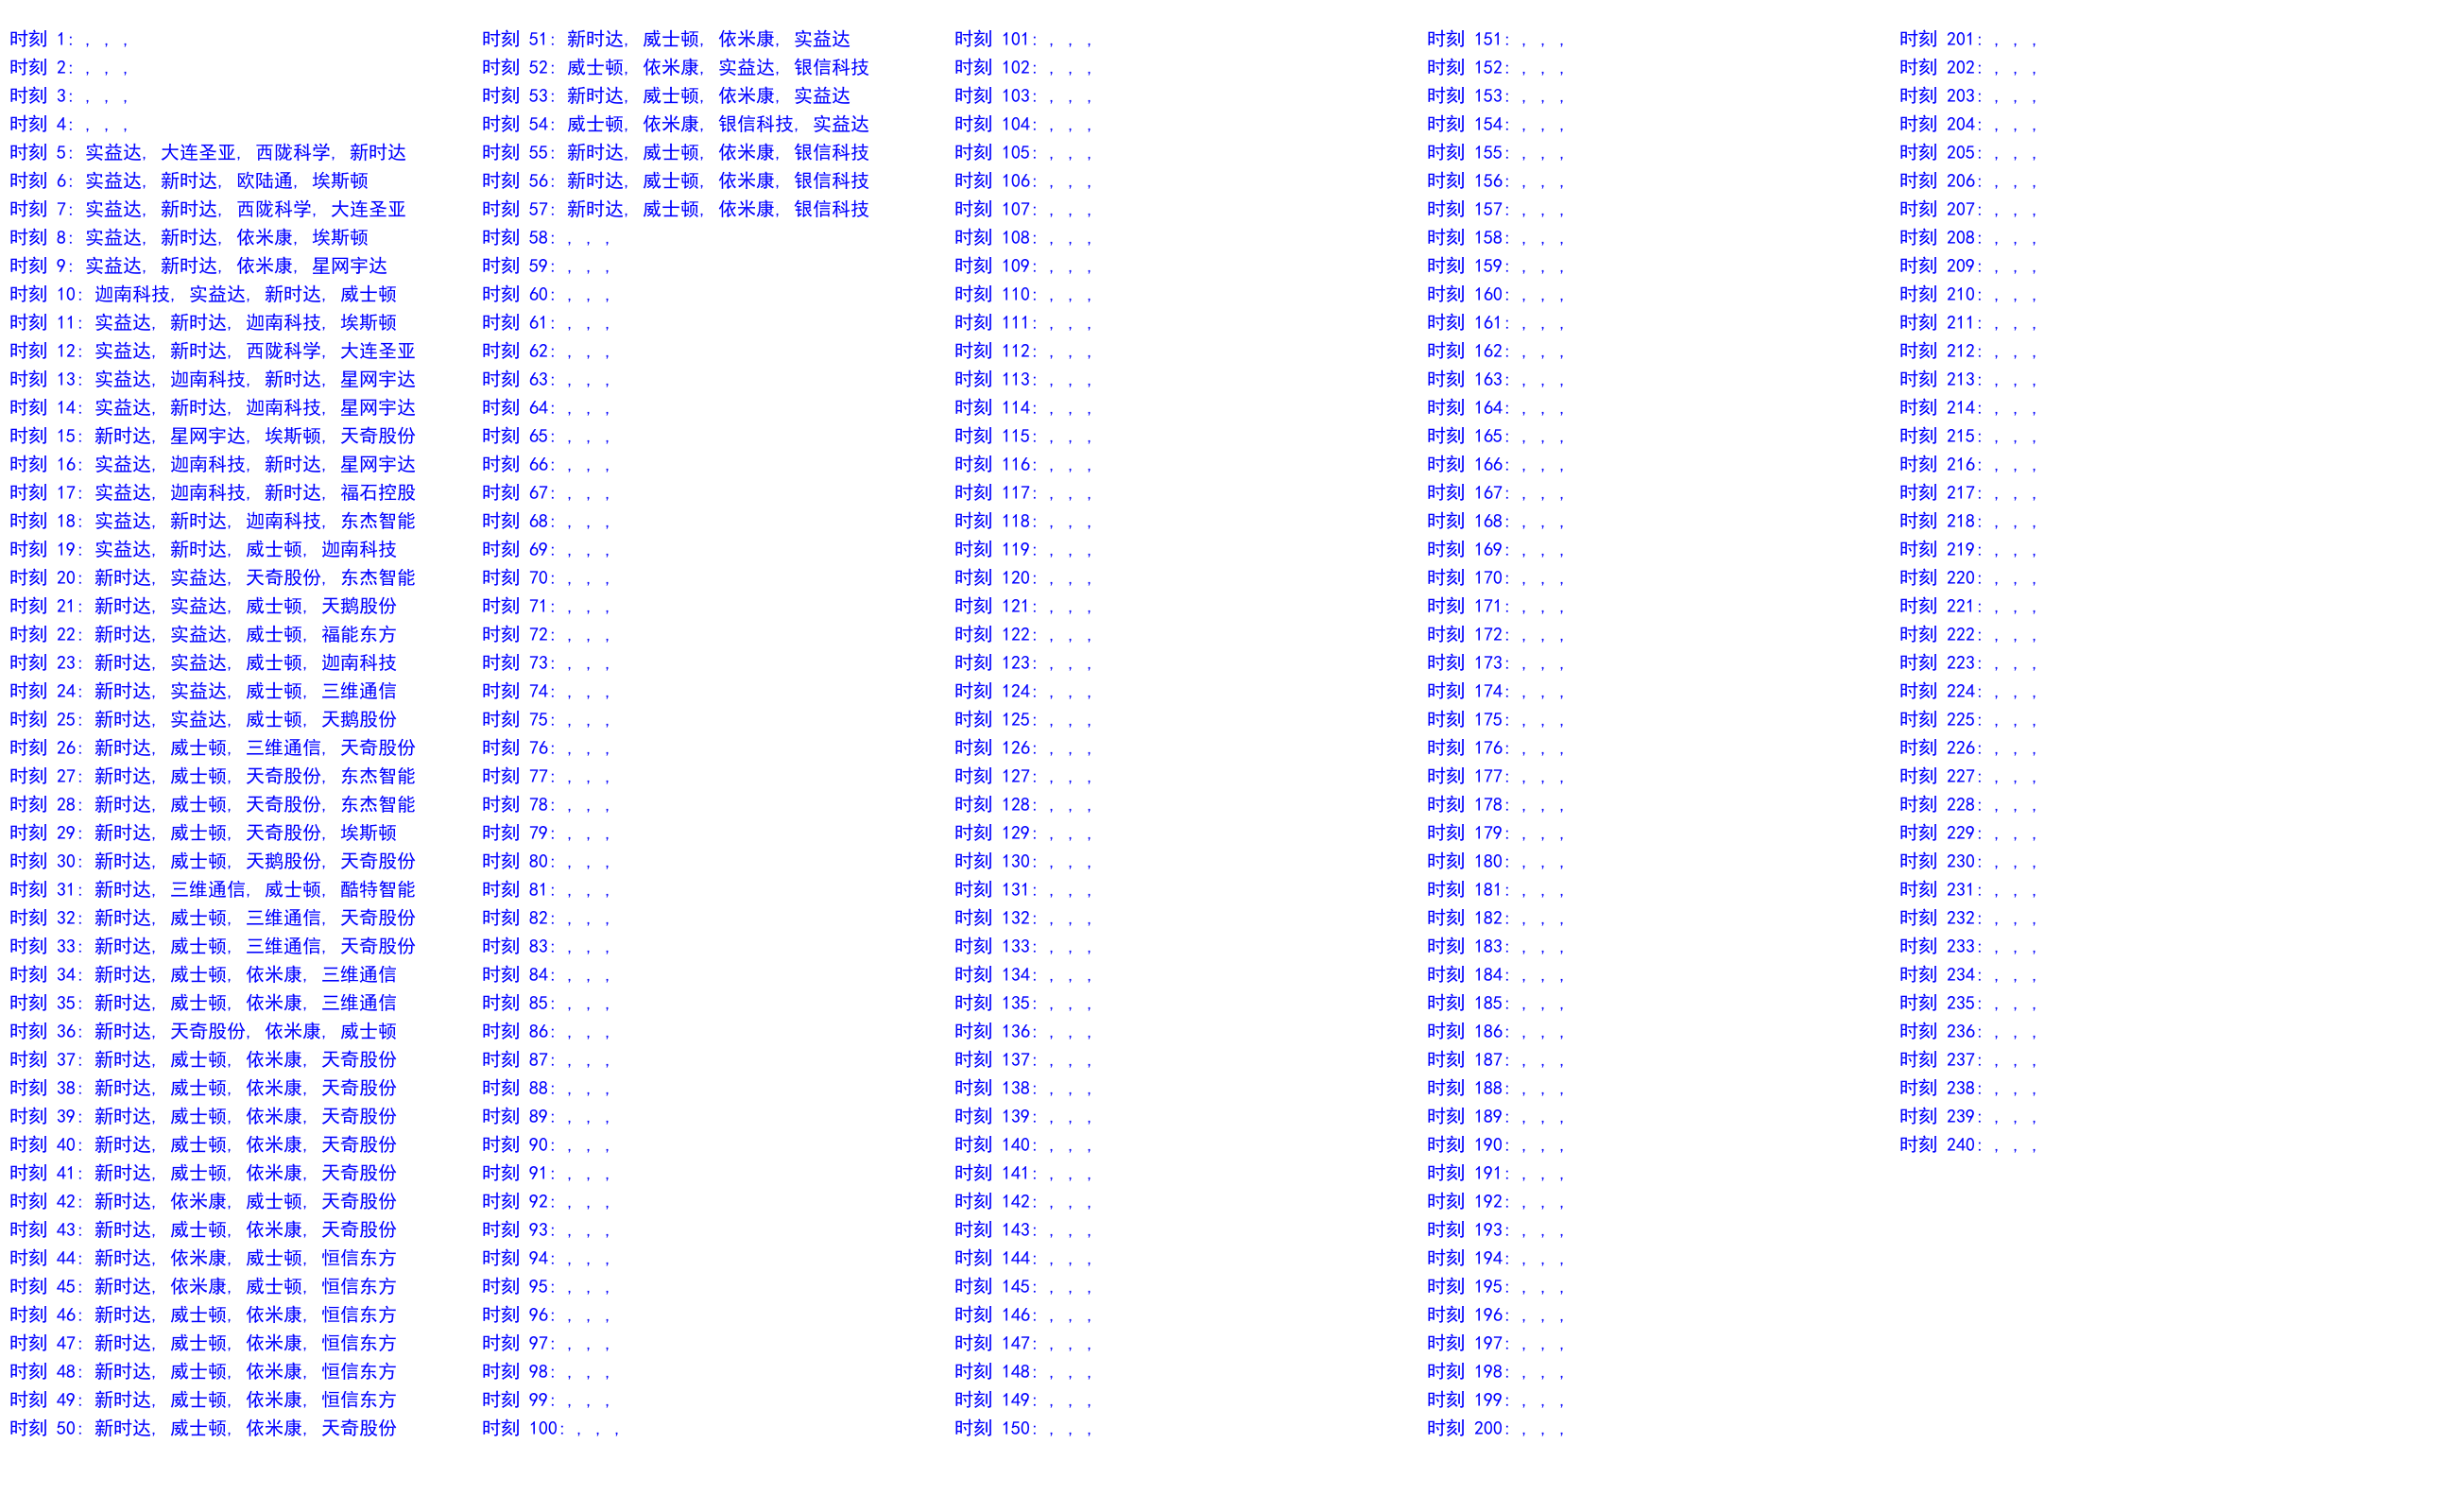 时刻 1: , , ,
时刻 2: , , ,
时刻 3: , , ,
时刻 4: , , ,
时刻 5: 实益达, 大连圣亚, 西陇科学, 新时达
时刻 6: 实益达, 新时达, 欧陆通, 埃斯顿
时刻 7: 实益达, 新时达, 西陇科学, 大连圣亚
时刻 8: 实益达, 新时达, 依米康, 埃斯顿
时刻 9: 实益达, 新时达, 依米康, 星网宇达
时刻 10: 迦南科技, 实益达, 新时达, 威士顿
时刻 11: 实益达, 新时达, 迦南科技, 埃斯顿
时刻 12: 实益达, 新时达, 西陇科学, 大连圣亚
时刻 13: 实益达, 迦南科技, 新时达, 星网宇达
时刻 14: 实益达, 新时达, 迦南科技, 星网宇达
时刻 15: 新时达, 星网宇达, 埃斯顿, 天奇股份
时刻 16: 实益达, 迦南科技, 新时达, 星网宇达
时刻 17: 实益达, 迦南科技, 新时达, 福石控股
时刻 18: 实益达, 新时达, 迦南科技, 东杰智能
时刻 19: 实益达, 新时达, 威士顿, 迦南科技
时刻 20: 新时达, 实益达, 天奇股份, 东杰智能
时刻 21: 新时达, 实益达, 威士顿, 天鹅股份
时刻 22: 新时达, 实益达, 威士顿, 福能东方
时刻 23: 新时达, 实益达, 威士顿, 迦南科技
时刻 24: 新时达, 实益达, 威士顿, 三维通信
时刻 25: 新时达, 实益达, 威士顿, 天鹅股份
时刻 26: 新时达, 威士顿, 三维通信, 天奇股份
时刻 27: 新时达, 威士顿, 天奇股份, 东杰智能
时刻 28: 新时达, 威士顿, 天奇股份, 东杰智能
时刻 29: 新时达, 威士顿, 天奇股份, 埃斯顿
时刻 30: 新时达, 威士顿, 天鹅股份, 天奇股份
时刻 31: 新时达, 三维通信, 威士顿, 酷特智能
时刻 32: 新时达, 威士顿, 三维通信, 天奇股份
时刻 33: 新时达, 威士顿, 三维通信, 天奇股份
时刻 34: 新时达, 威士顿, 依米康, 三维通信
时刻 35: 新时达, 威士顿, 依米康, 三维通信
时刻 36: 新时达, 天奇股份, 依米康, 威士顿
时刻 37: 新时达, 威士顿, 依米康, 天奇股份
时刻 38: 新时达, 威士顿, 依米康, 天奇股份
时刻 39: 新时达, 威士顿, 依米康, 天奇股份
时刻 40: 新时达, 威士顿, 依米康, 天奇股份
时刻 41: 新时达, 威士顿, 依米康, 天奇股份
时刻 42: 新时达, 依米康, 威士顿, 天奇股份
时刻 43: 新时达, 威士顿, 依米康, 天奇股份
时刻 44: 新时达, 依米康, 威士顿, 恒信东方
时刻 45: 新时达, 依米康, 威士顿, 恒信东方
时刻 46: 新时达, 威士顿, 依米康, 恒信东方
时刻 47: 新时达, 威士顿, 依米康, 恒信东方
时刻 48: 新时达, 威士顿, 依米康, 恒信东方
时刻 49: 新时达, 威士顿, 依米康, 恒信东方
时刻 50: 新时达, 威士顿, 依米康, 天奇股份
时刻 51: 新时达, 威士顿, 依米康, 实益达
时刻 52: 威士顿, 依米康, 实益达, 银信科技
时刻 53: 新时达, 威士顿, 依米康, 实益达
时刻 54: 威士顿, 依米康, 银信科技, 实益达
时刻 55: 新时达, 威士顿, 依米康, 银信科技
时刻 56: 新时达, 威士顿, 依米康, 银信科技
时刻 57: 新时达, 威士顿, 依米康, 银信科技
时刻 58: , , ,
时刻 59: , , ,
时刻 60: , , ,
时刻 61: , , ,
时刻 62: , , ,
时刻 63: , , ,
时刻 64: , , ,
时刻 65: , , ,
时刻 66: , , ,
时刻 67: , , ,
时刻 68: , , ,
时刻 69: , , ,
时刻 70: , , ,
时刻 71: , , ,
时刻 72: , , ,
时刻 73: , , ,
时刻 74: , , ,
时刻 75: , , ,
时刻 76: , , ,
时刻 77: , , ,
时刻 78: , , ,
时刻 79: , , ,
时刻 80: , , ,
时刻 81: , , ,
时刻 82: , , ,
时刻 83: , , ,
时刻 84: , , ,
时刻 85: , , ,
时刻 86: , , ,
时刻 87: , , ,
时刻 88: , , ,
时刻 89: , , ,
时刻 90: , , ,
时刻 91: , , ,
时刻 92: , , ,
时刻 93: , , ,
时刻 94: , , ,
时刻 95: , , ,
时刻 96: , , ,
时刻 97: , , ,
时刻 98: , , ,
时刻 99: , , ,
时刻 100: , , ,
时刻 101: , , ,
时刻 102: , , ,
时刻 103: , , ,
时刻 104: , , ,
时刻 105: , , ,
时刻 106: , , ,
时刻 107: , , ,
时刻 108: , , ,
时刻 109: , , ,
时刻 110: , , ,
时刻 111: , , ,
时刻 112: , , ,
时刻 113: , , ,
时刻 114: , , ,
时刻 115: , , ,
时刻 116: , , ,
时刻 117: , , ,
时刻 118: , , ,
时刻 119: , , ,
时刻 120: , , ,
时刻 121: , , ,
时刻 122: , , ,
时刻 123: , , ,
时刻 124: , , ,
时刻 125: , , ,
时刻 126: , , ,
时刻 127: , , ,
时刻 128: , , ,
时刻 129: , , ,
时刻 130: , , ,
时刻 131: , , ,
时刻 132: , , ,
时刻 133: , , ,
时刻 134: , , ,
时刻 135: , , ,
时刻 136: , , ,
时刻 137: , , ,
时刻 138: , , ,
时刻 139: , , ,
时刻 140: , , ,
时刻 141: , , ,
时刻 142: , , ,
时刻 143: , , ,
时刻 144: , , ,
时刻 145: , , ,
时刻 146: , , ,
时刻 147: , , ,
时刻 148: , , ,
时刻 149: , , ,
时刻 150: , , ,
时刻 151: , , ,
时刻 152: , , ,
时刻 153: , , ,
时刻 154: , , ,
时刻 155: , , ,
时刻 156: , , ,
时刻 157: , , ,
时刻 158: , , ,
时刻 159: , , ,
时刻 160: , , ,
时刻 161: , , ,
时刻 162: , , ,
时刻 163: , , ,
时刻 164: , , ,
时刻 165: , , ,
时刻 166: , , ,
时刻 167: , , ,
时刻 168: , , ,
时刻 169: , , ,
时刻 170: , , ,
时刻 171: , , ,
时刻 172: , , ,
时刻 173: , , ,
时刻 174: , , ,
时刻 175: , , ,
时刻 176: , , ,
时刻 177: , , ,
时刻 178: , , ,
时刻 179: , , ,
时刻 180: , , ,
时刻 181: , , ,
时刻 182: , , ,
时刻 183: , , ,
时刻 184: , , ,
时刻 185: , , ,
时刻 186: , , ,
时刻 187: , , ,
时刻 188: , , ,
时刻 189: , , ,
时刻 190: , , ,
时刻 191: , , ,
时刻 192: , , ,
时刻 193: , , ,
时刻 194: , , ,
时刻 195: , , ,
时刻 196: , , ,
时刻 197: , , ,
时刻 198: , , ,
时刻 199: , , ,
时刻 200: , , ,
时刻 201: , , ,
时刻 202: , , ,
时刻 203: , , ,
时刻 204: , , ,
时刻 205: , , ,
时刻 206: , , ,
时刻 207: , , ,
时刻 208: , , ,
时刻 209: , , ,
时刻 210: , , ,
时刻 211: , , ,
时刻 212: , , ,
时刻 213: , , ,
时刻 214: , , ,
时刻 215: , , ,
时刻 216: , , ,
时刻 217: , , ,
时刻 218: , , ,
时刻 219: , , ,
时刻 220: , , ,
时刻 221: , , ,
时刻 222: , , ,
时刻 223: , , ,
时刻 224: , , ,
时刻 225: , , ,
时刻 226: , , ,
时刻 227: , , ,
时刻 228: , , ,
时刻 229: , , ,
时刻 230: , , ,
时刻 231: , , ,
时刻 232: , , ,
时刻 233: , , ,
时刻 234: , , ,
时刻 235: , , ,
时刻 236: , , ,
时刻 237: , , ,
时刻 238: , , ,
时刻 239: , , ,
时刻 240: , , ,